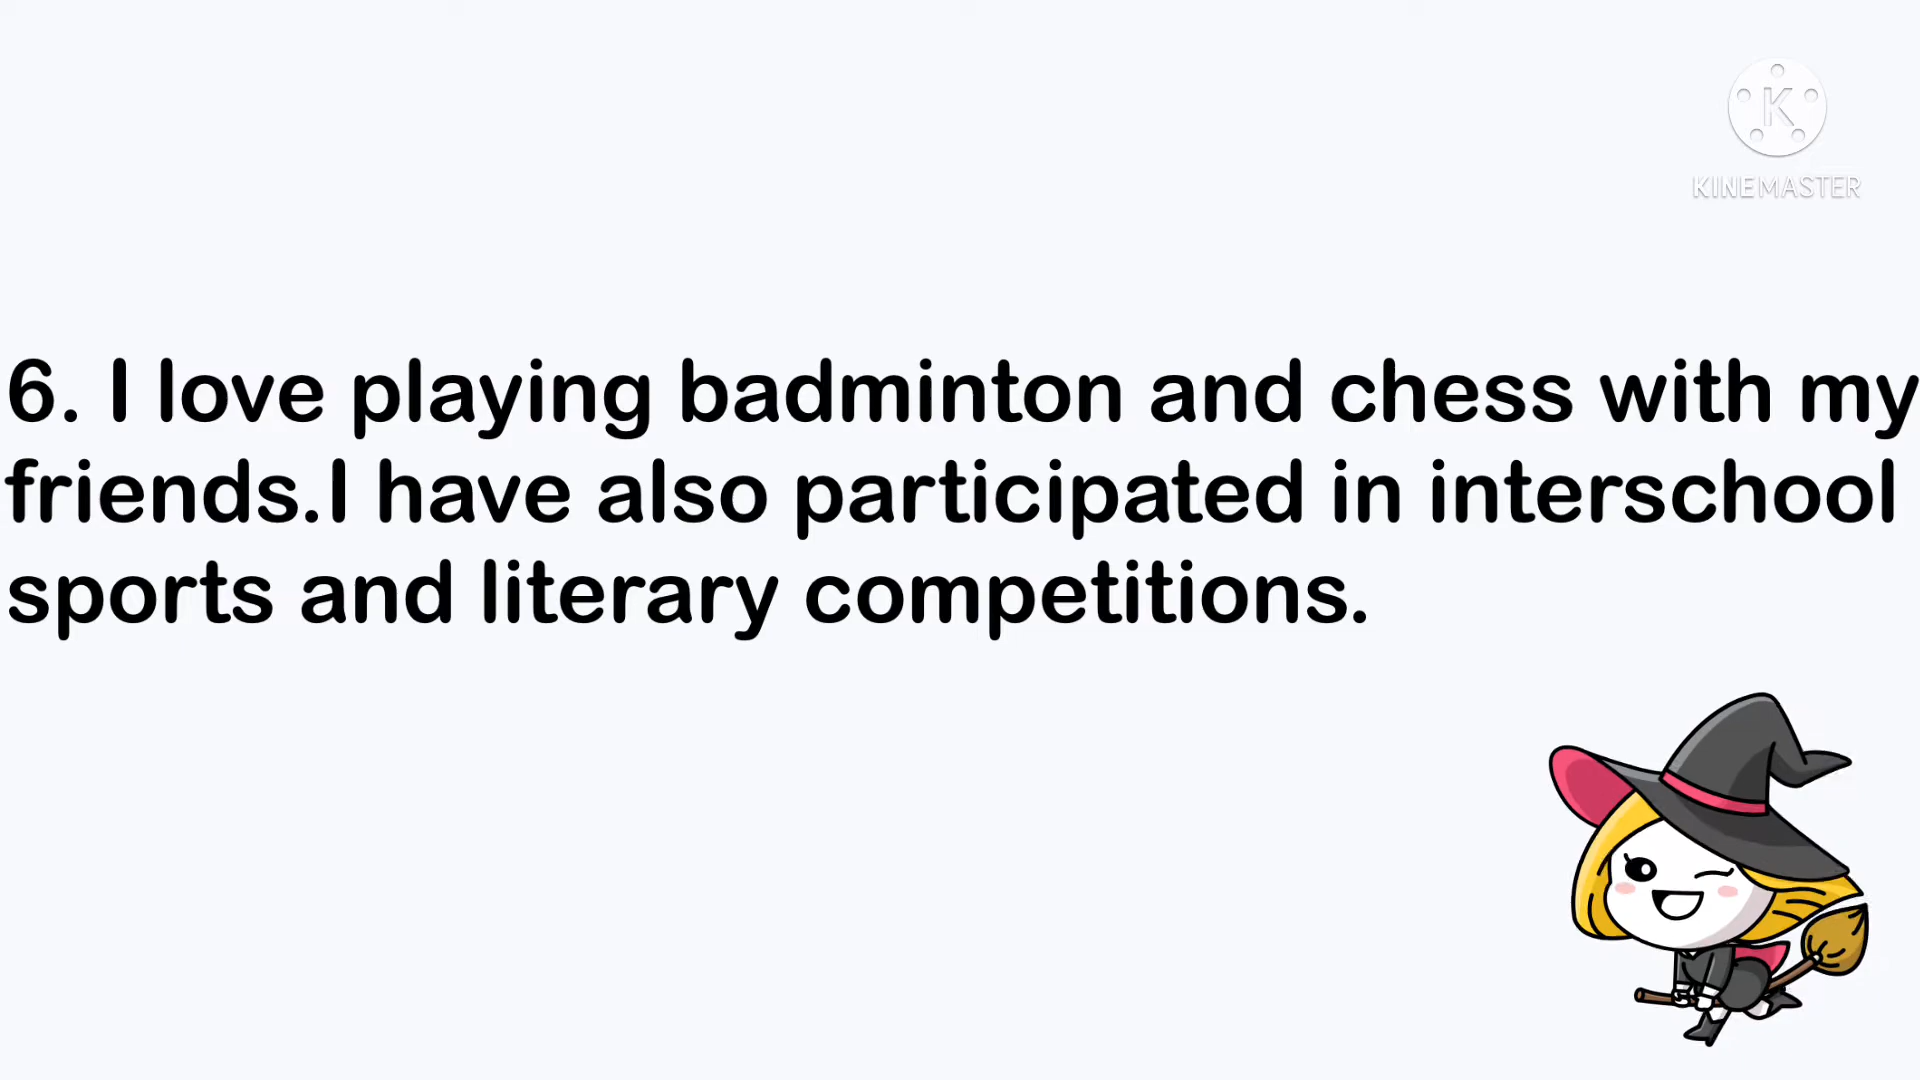 K
KINEMASTER
6. I love playing badminton and chess with my
friends.I have also participated in interschool
sports and literary competitions.